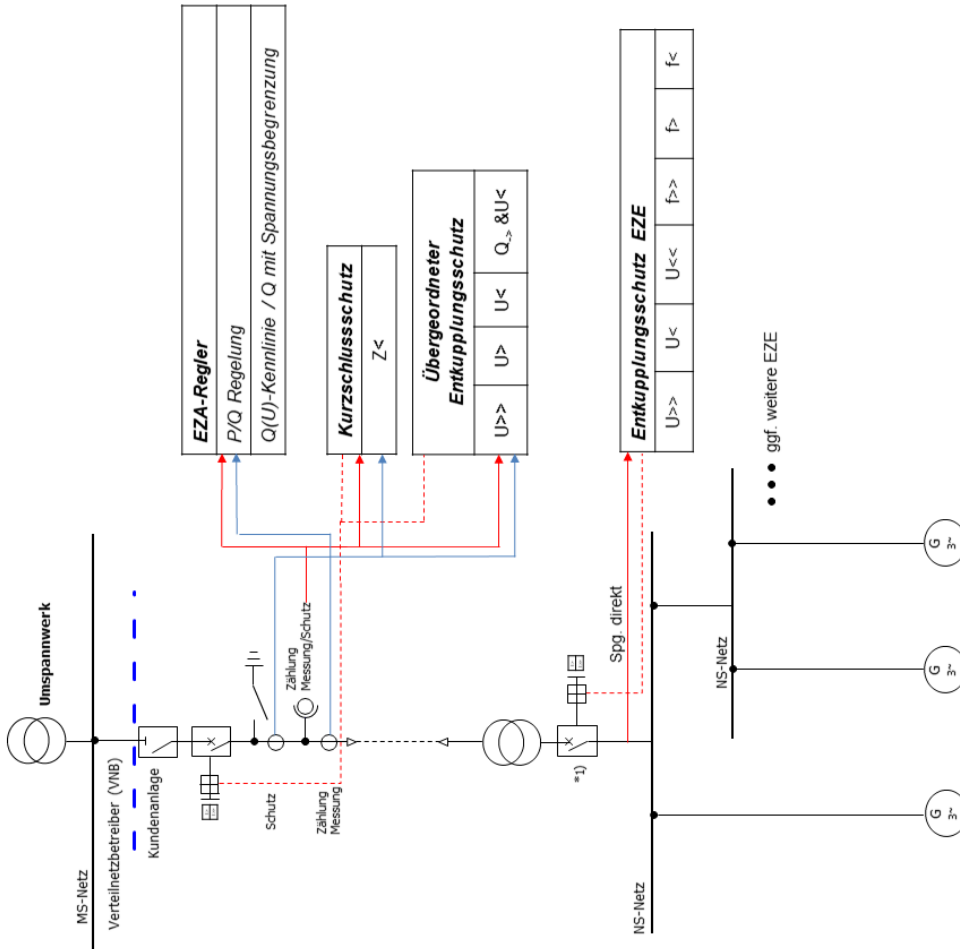 Umspannwerk
MS-Netz
Verteilnetzbetreiber (VNB)
Kundenanlage
Schutz
Zählung
Messung/Schutz
Zählung
Messung
EZA-Regler
P/Q Regelung
Q(U)-Kennlinie / Q mit Spannungsbegrenzung
Kurzschlussschutz
Z<
Übergeordneter
Entkupplungsschutz
U>> U> U< Q-> &U<
*1)
Spg. direkt
Entkupplungsschutz EZE
U>> U< U<< f>> f> f<
NS-Netz
NS-Netz
ggf. weitere EZE
G
3~
G
3~
G
3~